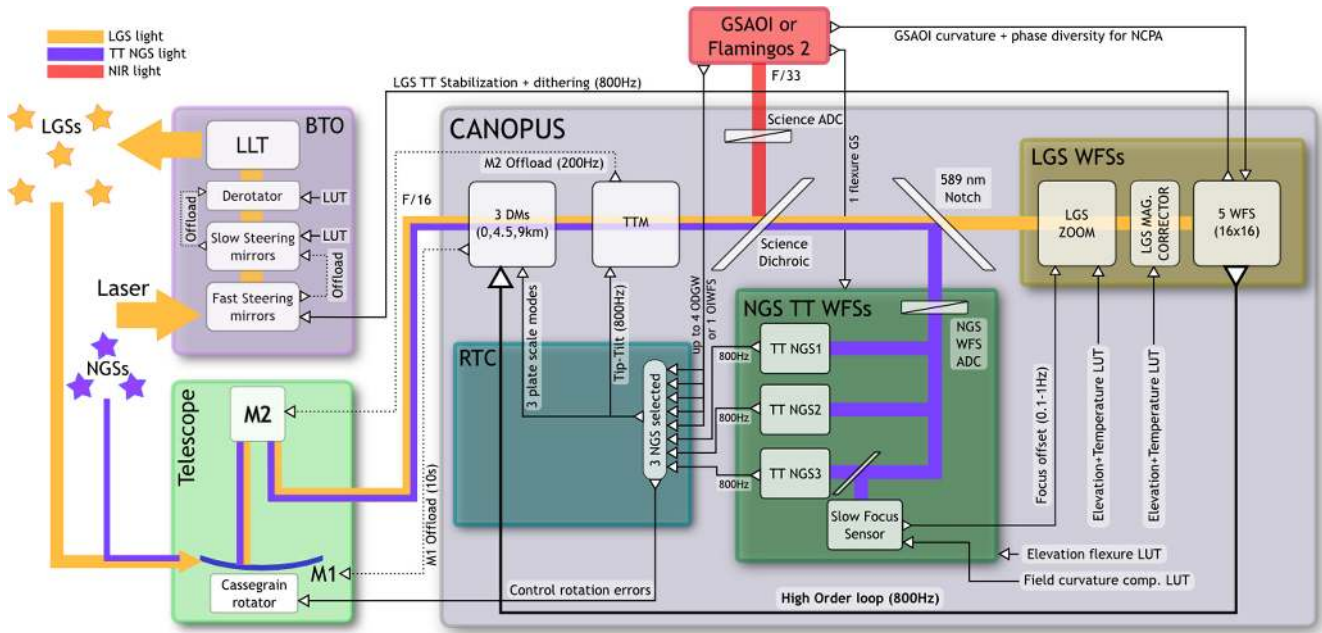 LGS light
TT NGS light
NIR light
GSAOI or
Flamingos 2
GSAOI curvature + phase diversity for NCPA
F/33
LGS TT Stabilization + dithering (800Hz)
LGSs
BTO
LLT
Derotator
LUT
Offload
Slow Steering
mirrors
LUT
Offload
Fast Steering
mirrors
Laser
NGSs
Telescope
M2
M1
Cassegrain
rotator
F/16
M1 Offload (10s)
CANOPUS
M2 Offload (200Hz)
3 DMs
(0,4.5,9km)
TTM
Science ADC
1 flexure GS
Science
Dichroic
589 nm
Notch
LGS WFSs
LGS
ZOOM
LGS MAG.
CORRECTOR
5 WFS
(16x16)
RTC
3 plate scale modes
Tip-Tilt (800Hz)
3 NGS selected
up to 4 ODGW
or 1 OIWFS
NGS TT WFSs
NGS
WFS
ADC
800Hz
TT NGS1
800Hz
TT NGS2
800Hz
TT NGS3
Slow Focus
Sensor
Focus offset (0.1-1Hz)
Elevation+Temperature LUT
Elevation+Temperature LUT
Elevation flexure LUT
Field curvature comp. LUT
Control rotation errors
High Order loop (800Hz)